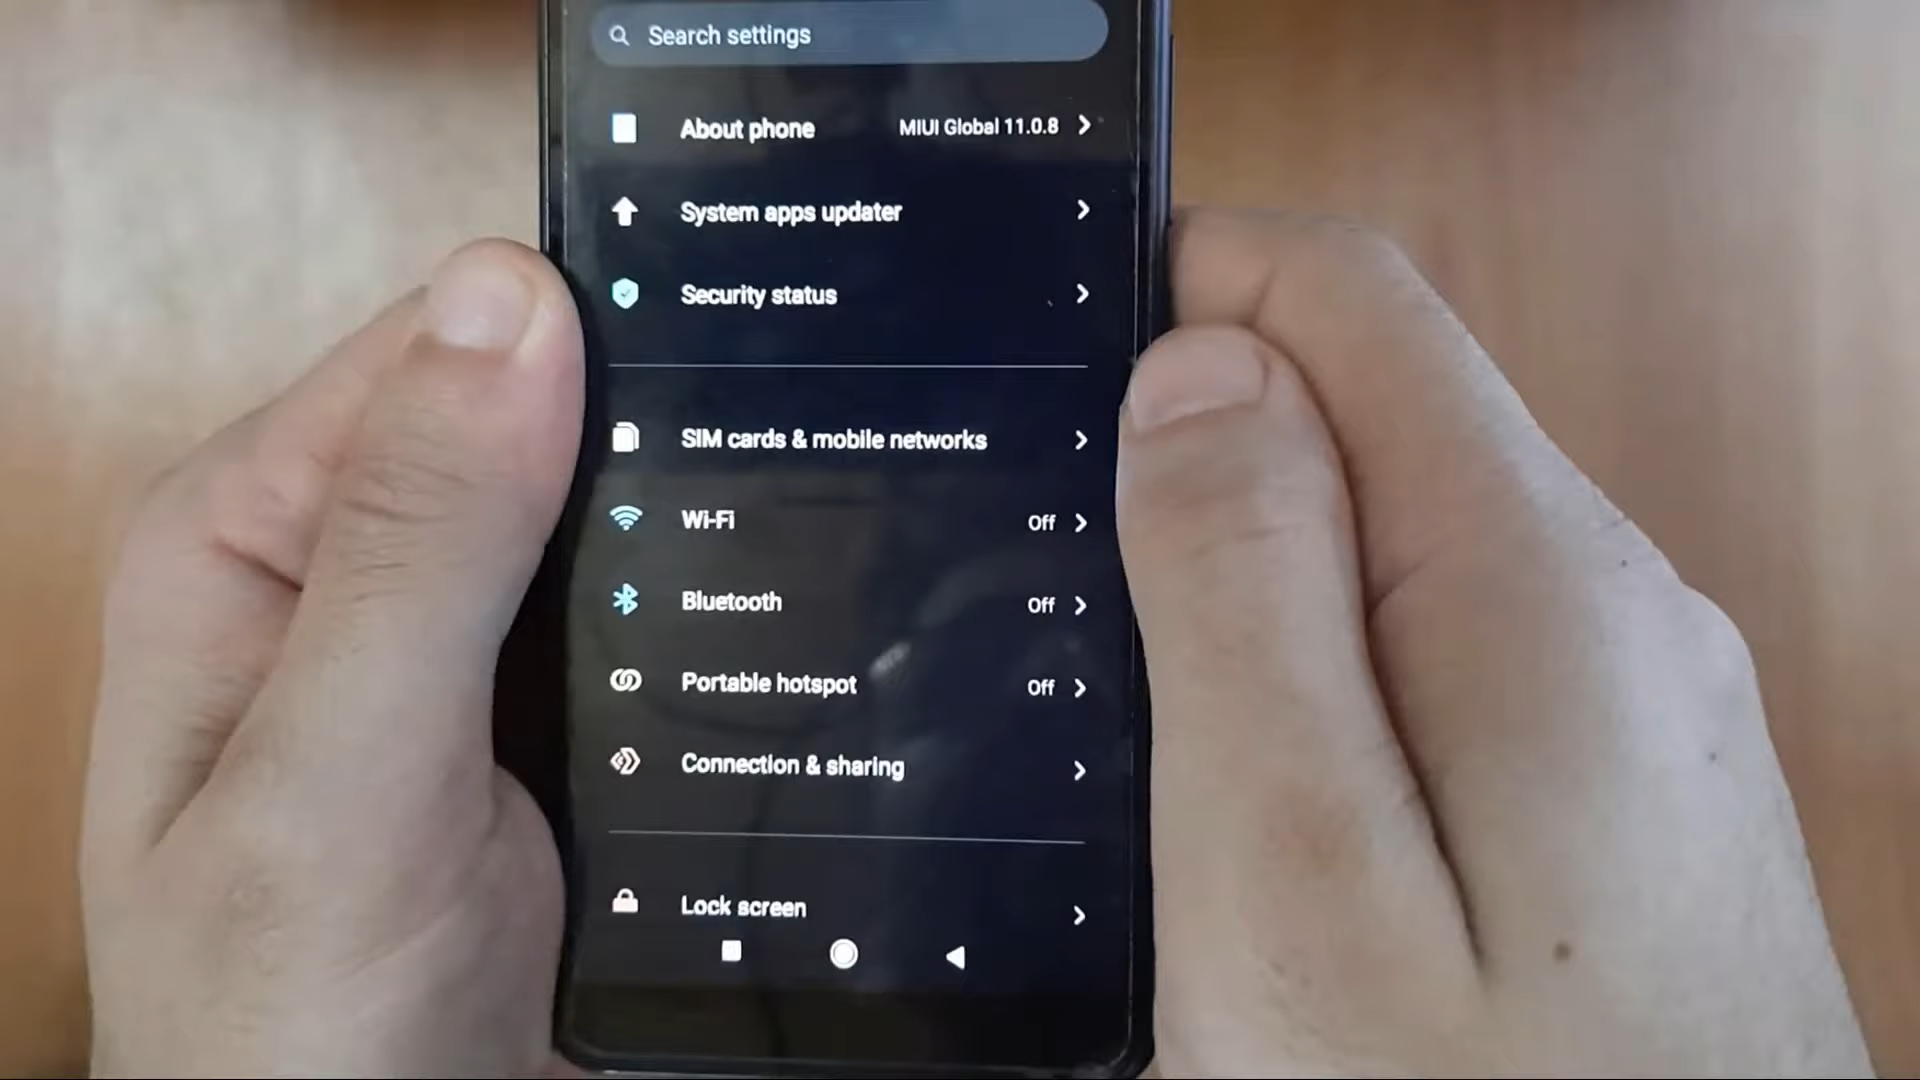 Search settings
About phone MIUI Global 11.0.8
System apps updater
Security status
SIM cards & mobile networks
Wi-Fi Off
Bluetooth Off
Portable hotspot Off
Connection & sharing
Lock screen